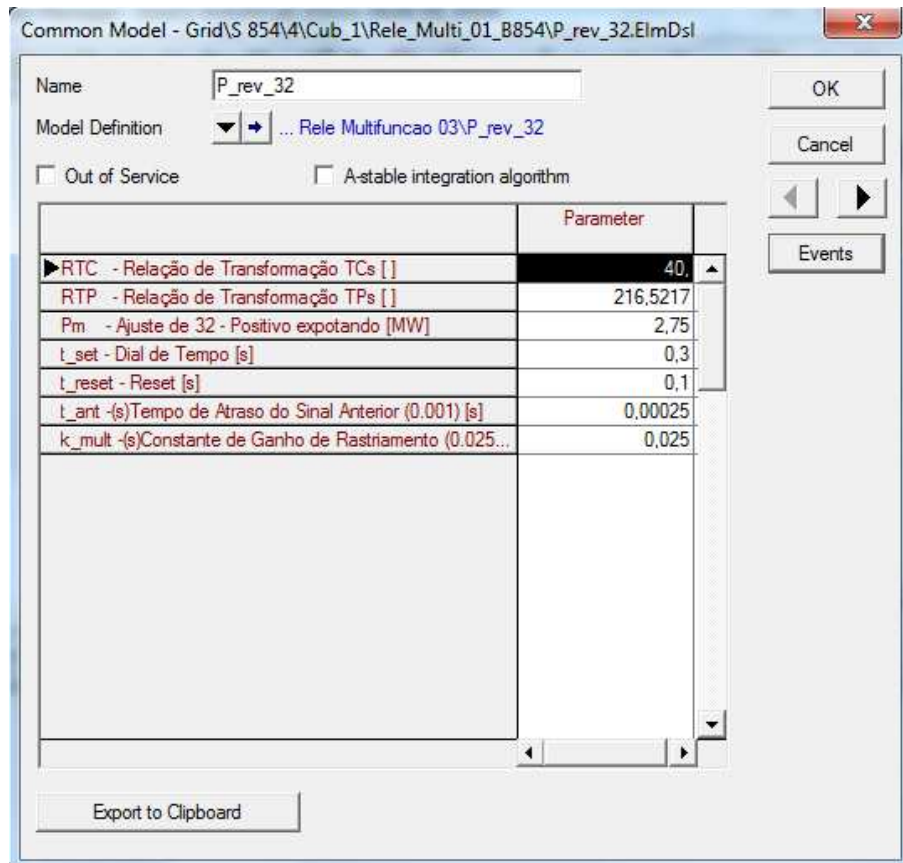 Common Model - Grid\S 854\4\Cub_1\Rele_Multi_01_B854\P_rev_32.ElmDsl
Name P_rev_32 OK
Model Definition ... Rele Multifuncao 03\P_rev_32 Cancel
Out of Service A-stable integration algorithm
Parameter
Events
RTC - Relação de Transformação TCs [ ] 40,
RTP - Relação de Transformação TPs [ ] 216,5217
Pm - Ajuste de 32 - Positivo expotando [MW] 2,75
t_set - Dial de Tempo [s] 0,3
t_reset - Reset [s] 0,1
t_ant -(s)Tempo de Atraso do Sinal Anterior (0.001) [s] 0,00025
k_mult -(s)Constante de Ganho de Rastriamento (0.025... 0,025
Export to Clipboard